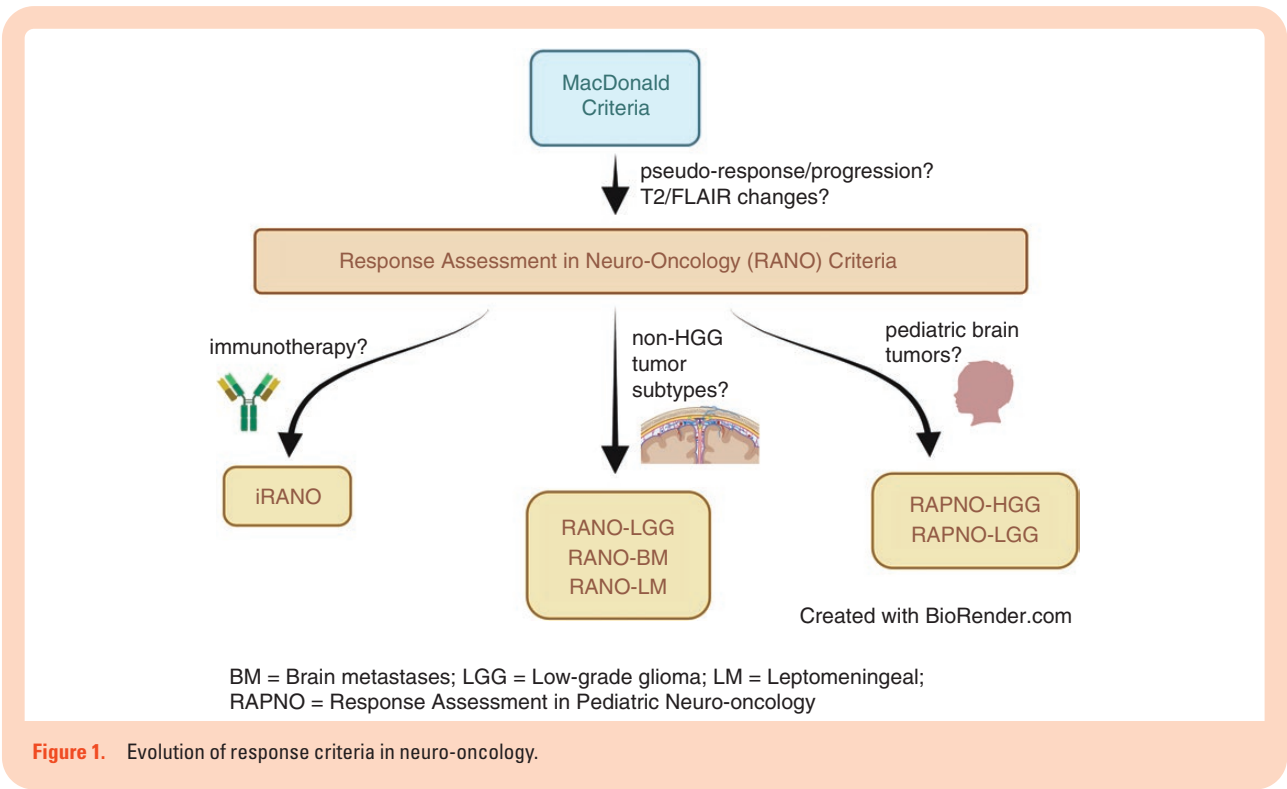 MacDonald
Criteria
pseudo-response/progression?
T2/FLAIR changes?
Response Assessment in Neuro-Oncology (RANO) Criteria
immunotherapy?
non-HGG
tumor
subtypes?
pediatric brain
tumors?
iRANO
RANO-LGG
RANO-BM
RANO-LM
RAPNO-HGG
RAPNO-LGG
Created with BioRender.com
BM = Brain metastases; LGG = Low-grade glioma; LM = Leptomeningeal;
RAPNO = Response Assessment in Pediatric Neuro-oncology
Figure 1. Evolution of response criteria in neuro-oncology.